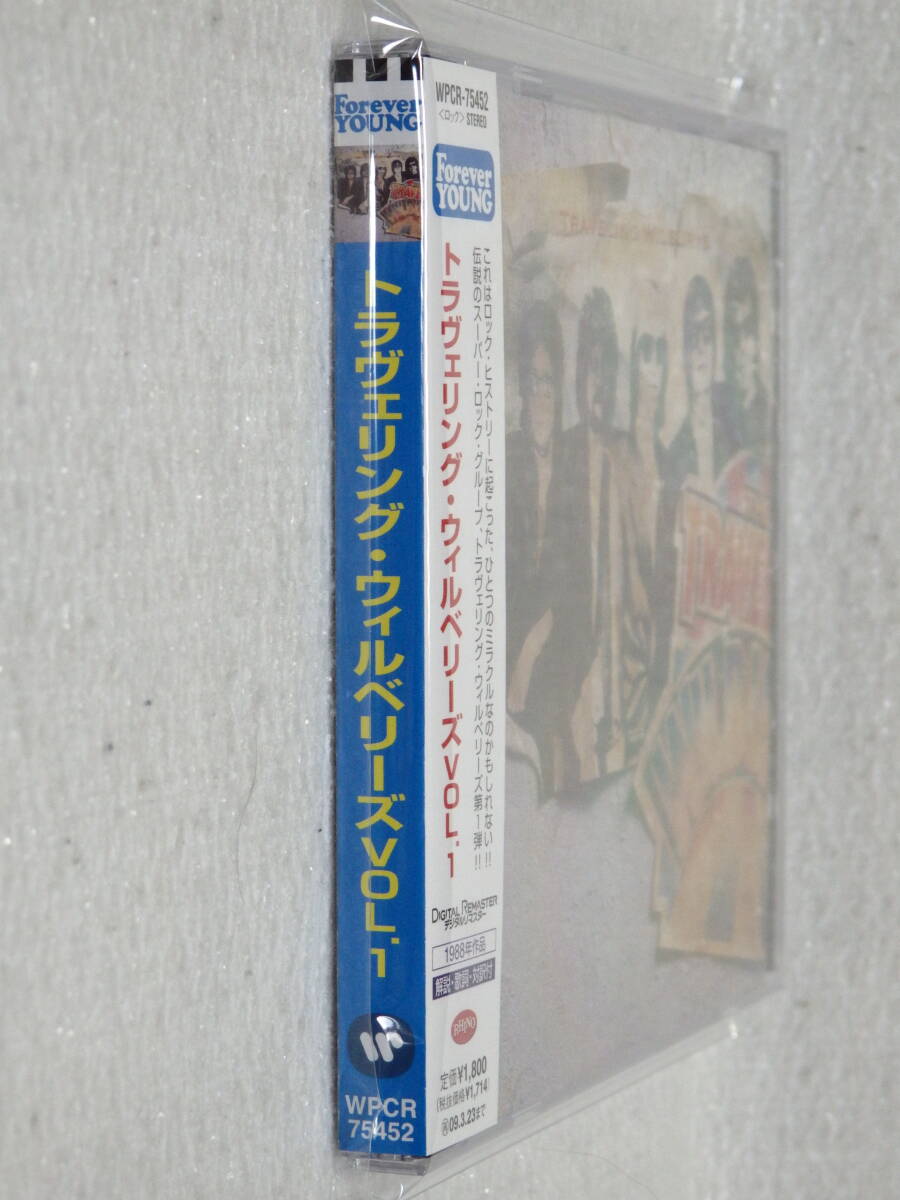 Forever
YOUNG
トラヴェリング・ウィルベリーズVOL.1
WPCR
75452
WPCR-75452
〈ロック〉 STEREO
Forever
YOUNG
これはロック・ヒストリーに起こった、ひとつのミラクルなのかもしれない!!
伝説のスーパー・ロック・グループ、トラヴェリング・ウィルベリーズ第1弾!!
トラヴェリング・ウィルベリーズVOL.1
DIGITAL REMASTER
デジタル・リマスター
1988年作品
解説・歌詞・対訳付
RHINO
定価¥1,800
(税抜価格¥1,714)
09.3.23まで
TRAVELING WILBURYS